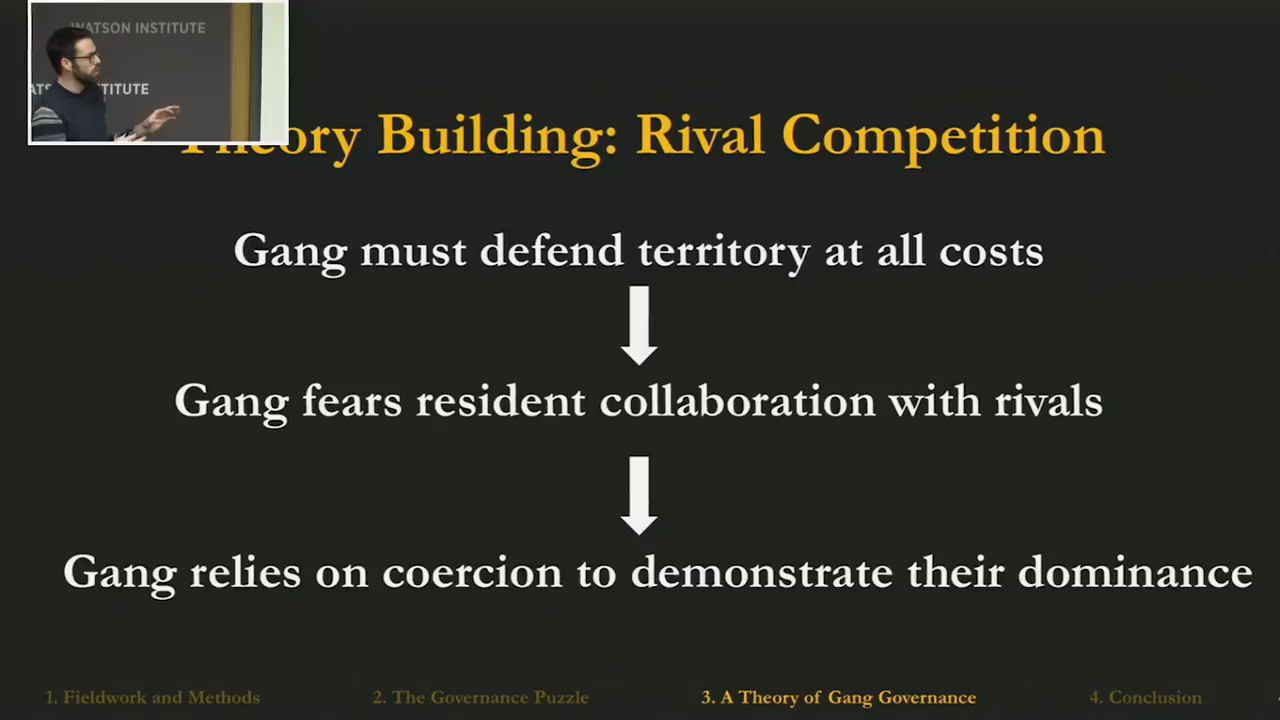 WATSON INSTITUTE
Building: Rival Competition
Gang must defend territory at all costs
Gang fears resident collaboration with rivals
Gang relies on coercion to demonstrate their dominance
1. Fieldwork and Methods
2. The Governance Puzzle
3. A Theory of Gang Governance
4. Conclusion